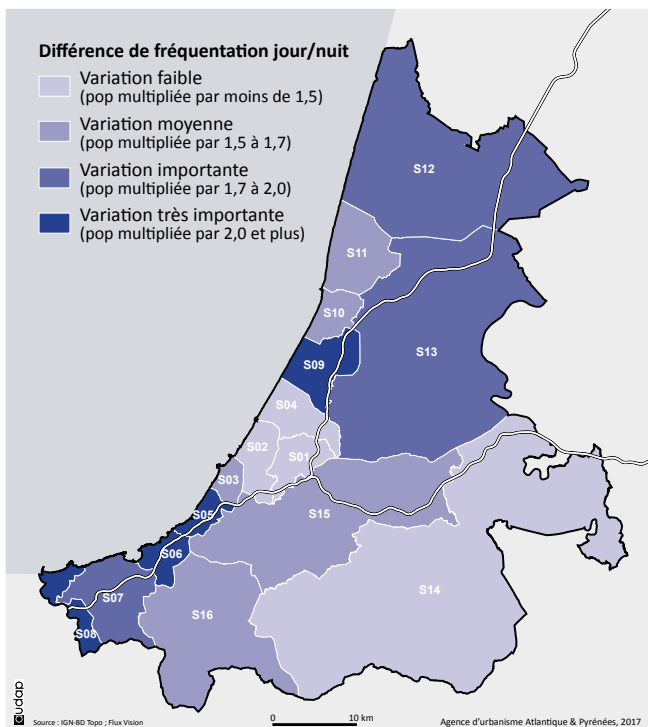 Différence de fréquentation jour/nuit
Variation faible
(pop multipliée par moins de 1,5)
Variation moyenne
(pop multipliée par 1,5 à 1,7)
Variation importante
(pop multipliée par 1,7 à 2,0)
Variation très importante
(pop multipliée par 2,0 et plus)
S12
S11
S10
S13
S09
S04
S02
S01
S03
S05
S15
S06
S07
S14
S16
S08
audap
Source : IGN-BD Topo ; Flux Vision
0 10 km
Agence d'urbanisme Atlantique & Pyrénées, 2017